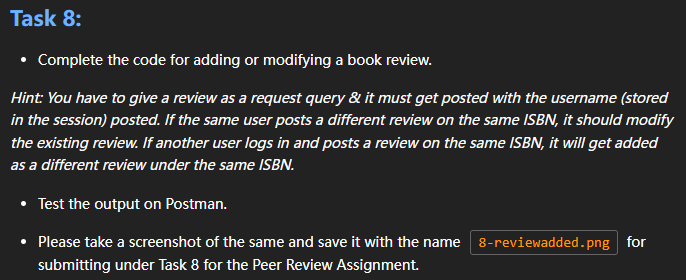 Task 8:
• Complete the code for adding or modifying a book review.
Hint: You have to give a review as a request query & it must get posted with the username (stored
in the session) posted. If the same user posts a different review on the same ISBN, it should modify
the existing review. If another user logs in and posts a review on the same ISBN, it will get added
as a different review under the same ISBN.
• Test the output on Postman.
• Please take a screenshot of the same and save it with the name 8-reviewadded.png for
submitting under Task 8 for the Peer Review Assignment.